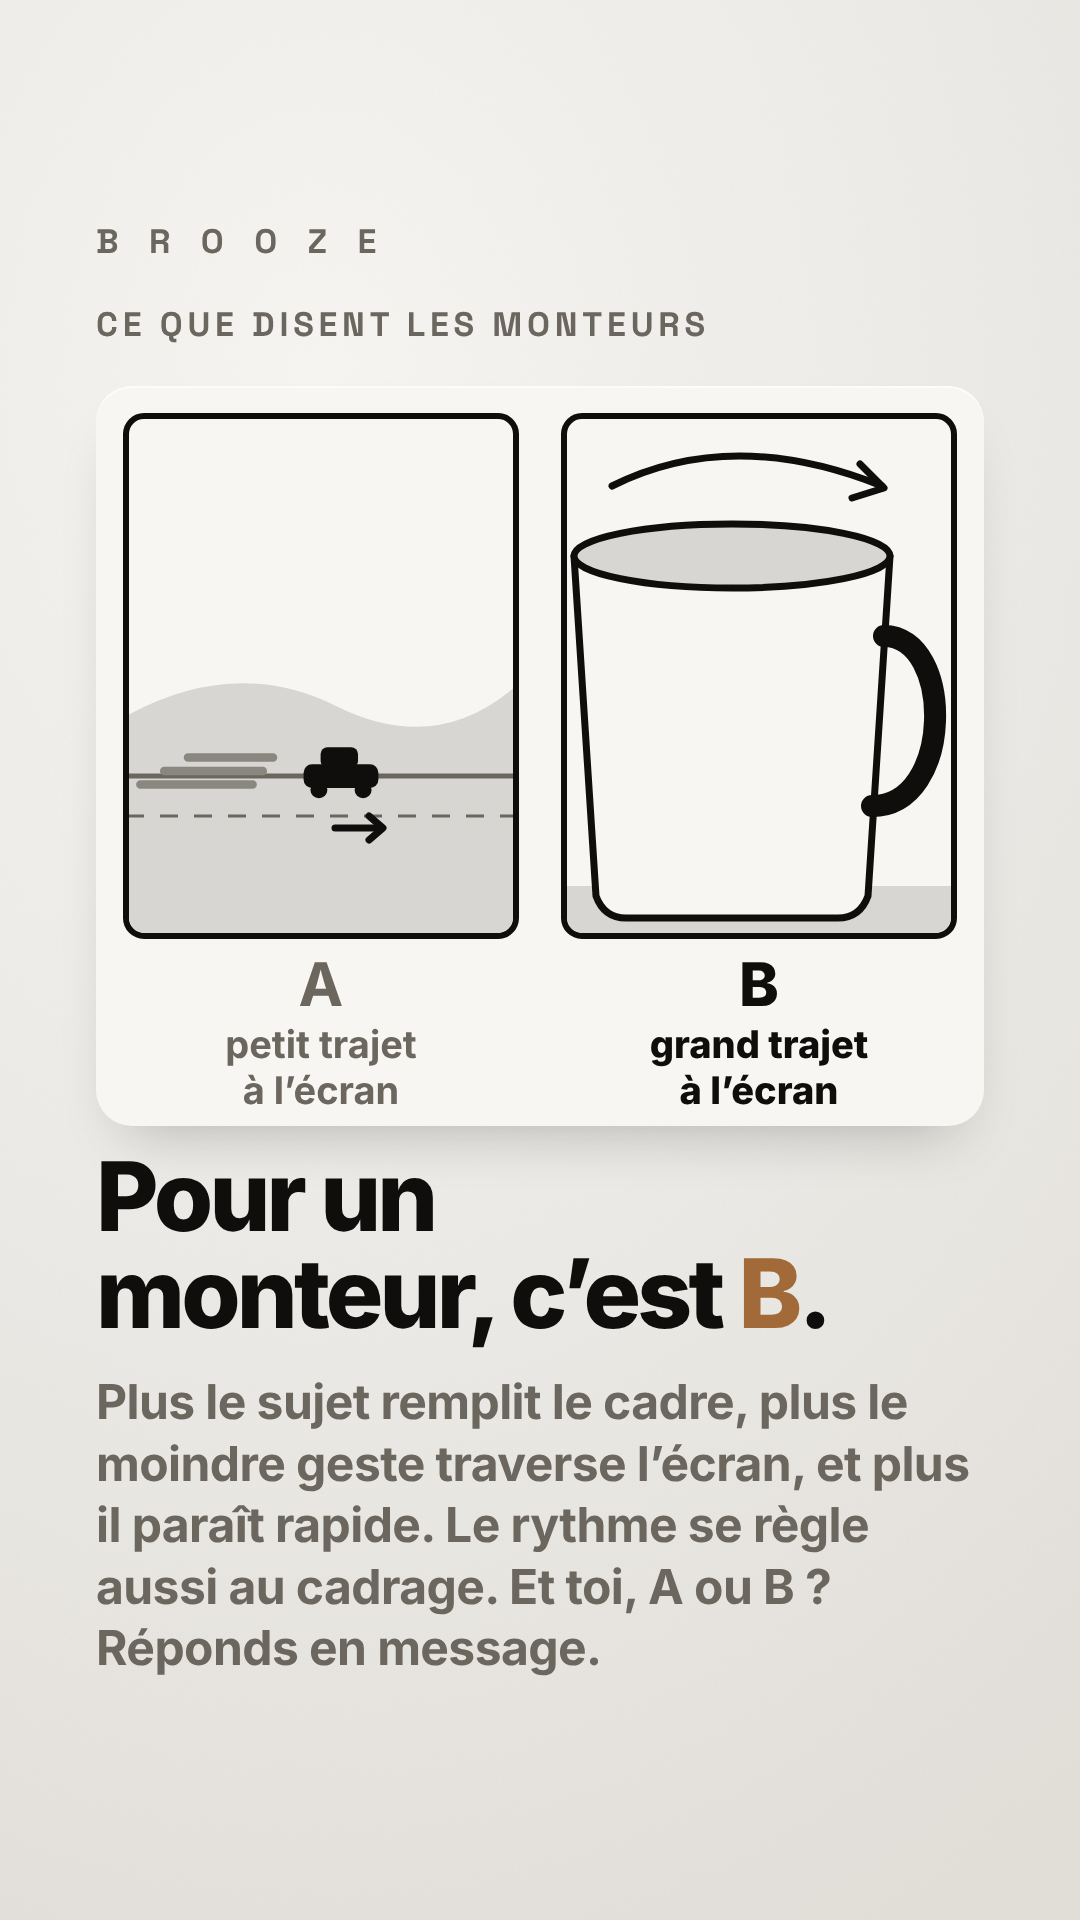 BROOZE
CE QUE DISENT LES MONTEURS
A
petit trajet
à l’écran
B
grand trajet
à l’écran
Pour un
monteur, c’est B.
Plus le sujet remplit le cadre, plus le
moindre geste traverse l’écran, et plus
il paraît rapide. Le rythme se règle
aussi au cadrage. Et toi, A ou B ?
Réponds en message.